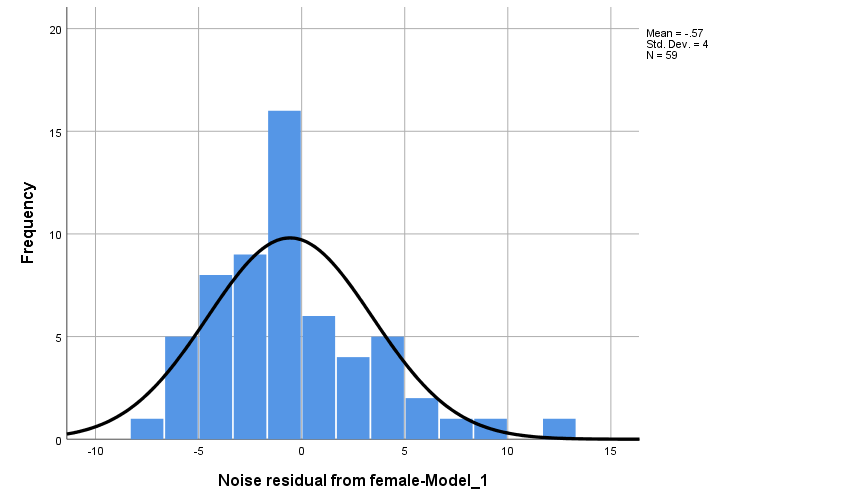 Mean = -.57
Std. Dev. = 4
N = 59
20
15
10
5
0
Frequency
-10
-5
0
5
10
15
Noise residual from female-Model_1